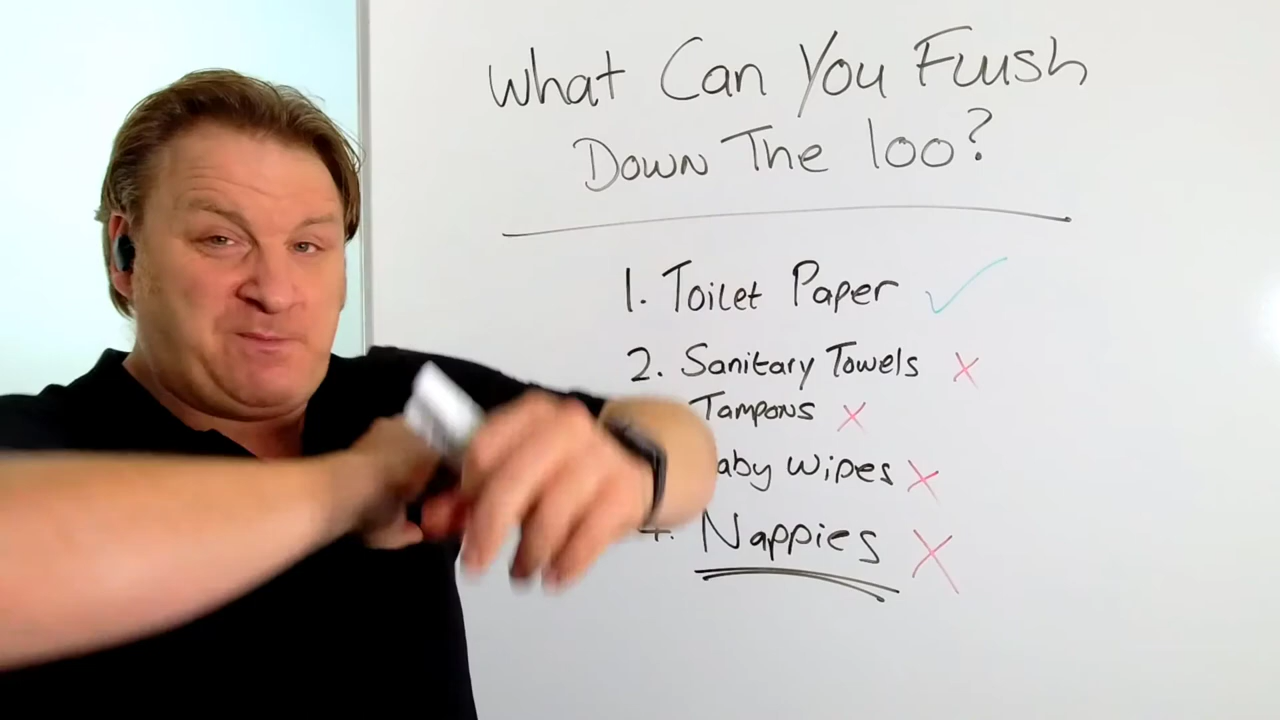 What Can You Flush
Down The loo?
1. Toilet Paper
2. Sanitary Towels
Tampons
aby Wipes
4. Nappies